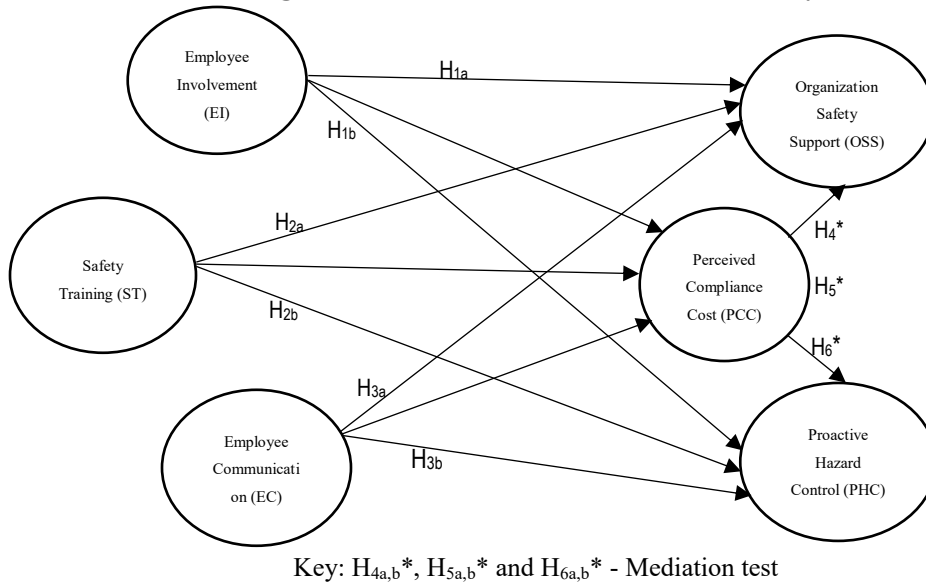 Employee
Involvement
(EI)
H1a
H1b
Organization
Safety
Support (OSS)
H4*
Safety
Training (ST)
H2a
H2b
Perceived
Compliance
Cost (PCC)
H5*
H6*
Employee
Communicati
on (EC)
H3a
H3b
Proactive
Hazard
Control (PHC)
Key: H4a,b*, H5a,b* and H6a,b* - Mediation test